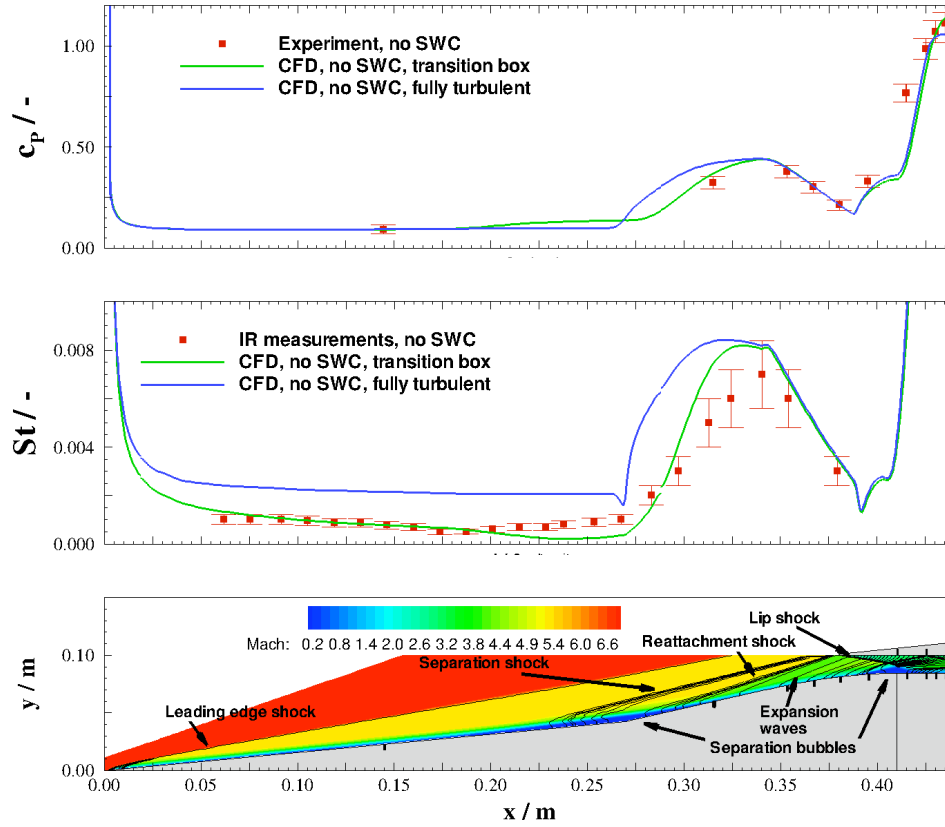 1.00
Experiment, no SWC
CFD, no SWC, transition box
CFD, no SWC, fully turbulent
c_P / -
0.50
0.00
IR measurements, no SWC
0.008
CFD, no SWC, transition box
CFD, no SWC, fully turbulent
St / -
0.004
0.000
Lip shock
Mach: 0.2 0.8 1.4 2.0 2.6 3.2 3.8 4.4 4.9 5.4 6.0 6.6
Reattachment shock
0.10
Separation shock
y / m
Leading edge shock
Expansion
waves
Separation bubbles
0.00
0.00 0.05 0.10 0.15 0.20 0.25 0.30 0.35 0.40
x / m